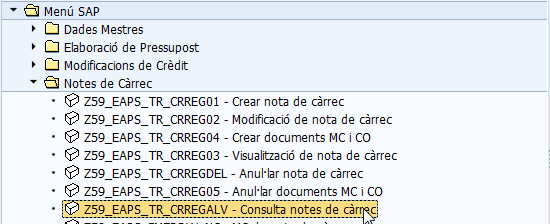 Menú SAP
Dades Mestres
Elaboració de Pressupost
Modificacions de Crèdit
Notes de Càrrec
Z59_EAPS_TR_CRREG01 - Crear nota de càrrec
Z59_EAPS_TR_CRREG02 - Modificació de nota de càrrec
Z59_EAPS_TR_CRREG04 - Crear documents MC i CO
Z59_EAPS_TR_CRREG03 - Visualització de nota de càrrec
Z59_EAPS_TR_CRREGDEL - Anul·lar nota de càrrec
Z59_EAPS_TR_CRREG05 - Anul·lar documents MC i CO
Z59_EAPS_TR_CRREGALV - Consulta notes de càrrec